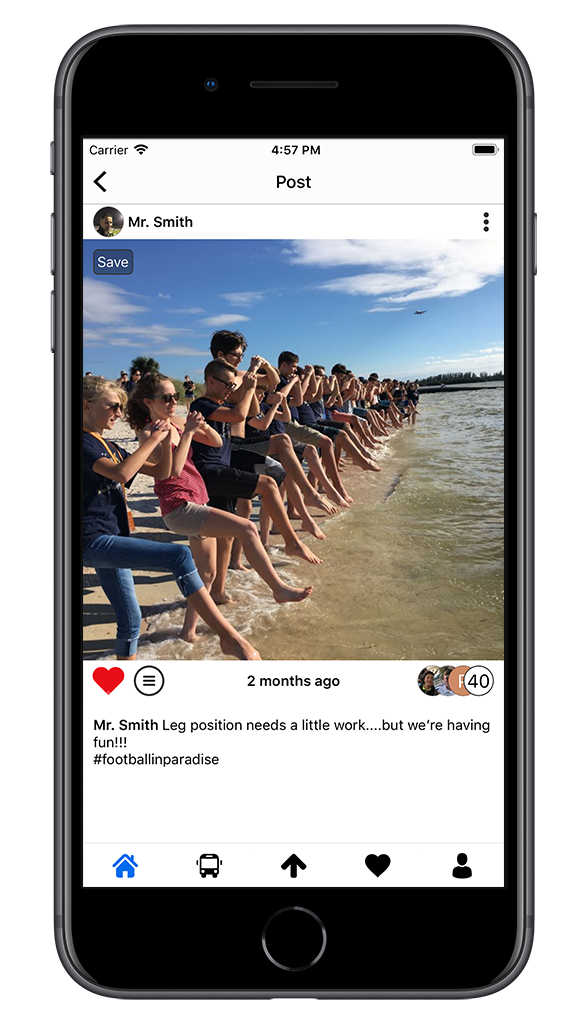 Carrier 4:57 PM
Post
Mr. Smith
Save
2 months ago 40
Mr. Smith Leg position needs a little work....but we’re having
fun!!!
#footballinparadise